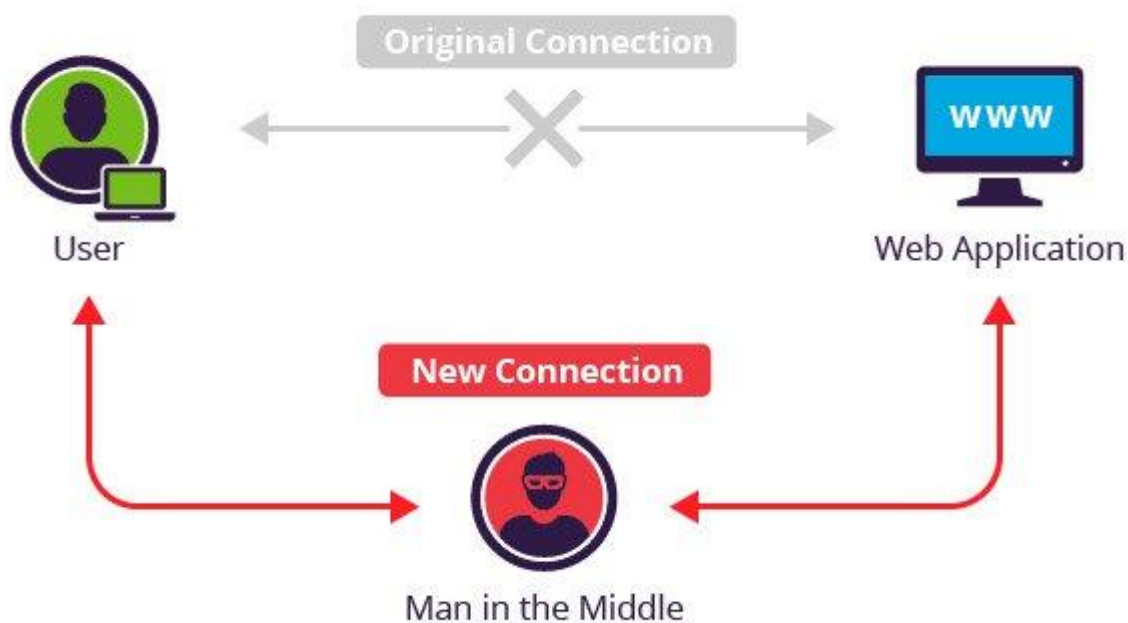 Original Connection
www
User
Web Application
New Connection
Man in the Middle